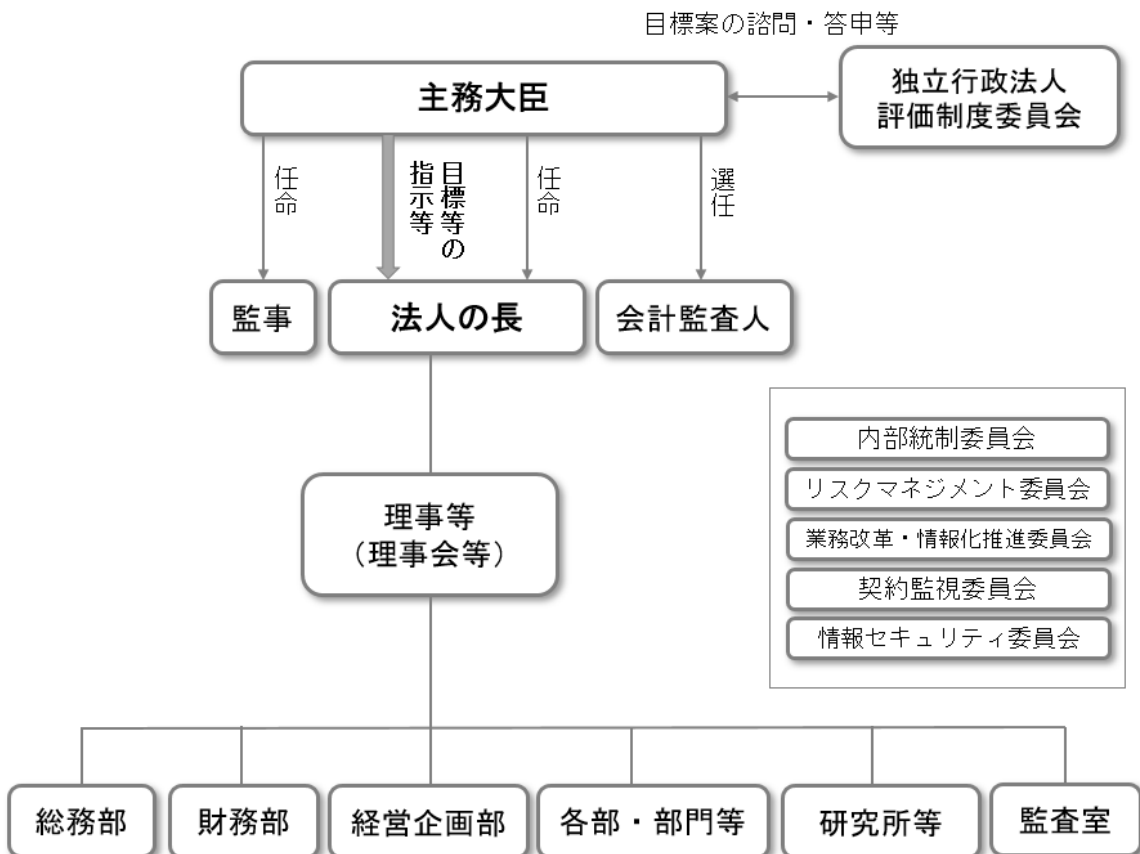 目標案の諮問・答申等
主務大臣
独立行政法人
評価制度委員会
任命
目標等の
指示等
任命
選任
監事
法人の長
会計監査人
内部統制委員会
リスクマネジメント委員会
業務改革・情報化推進委員会
契約監視委員会
情報セキュリティ委員会
理事等
（理事会等）
総務部
財務部
経営企画部
各部・部門等
研究所等
監査室